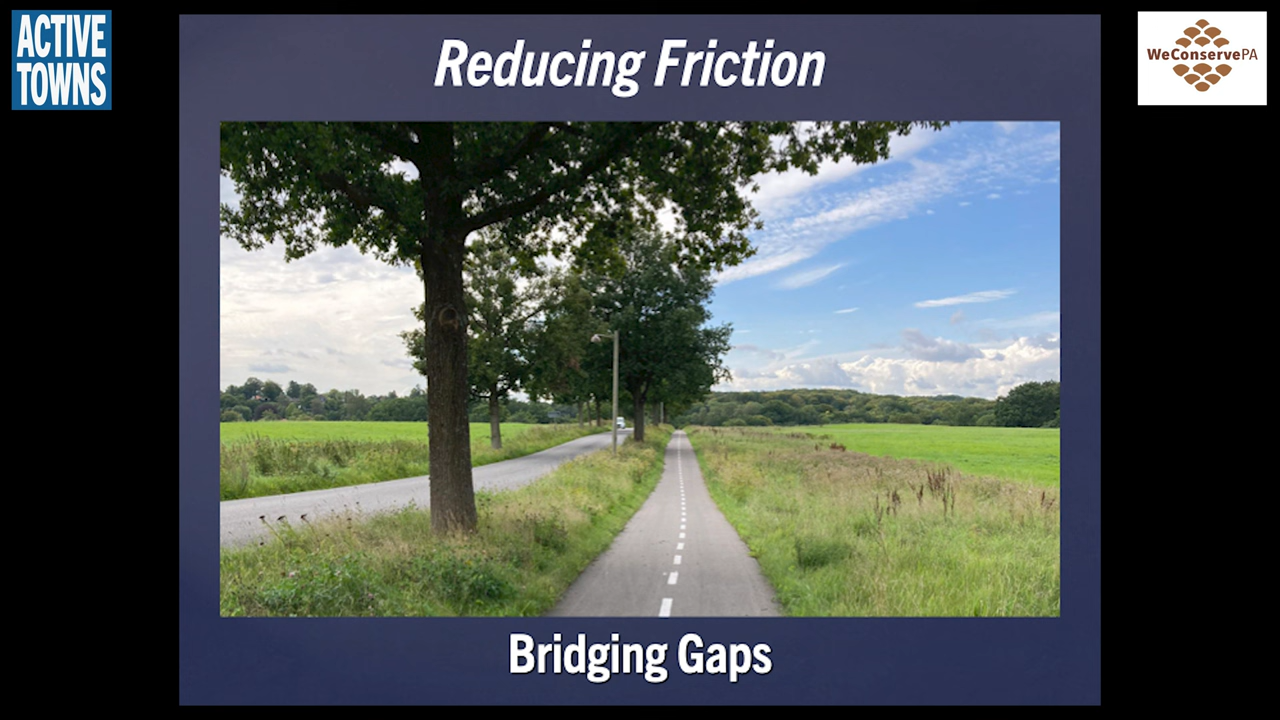 ACTIVE
TOWNS
Reducing Friction
WeConservePA
Bridging Gaps